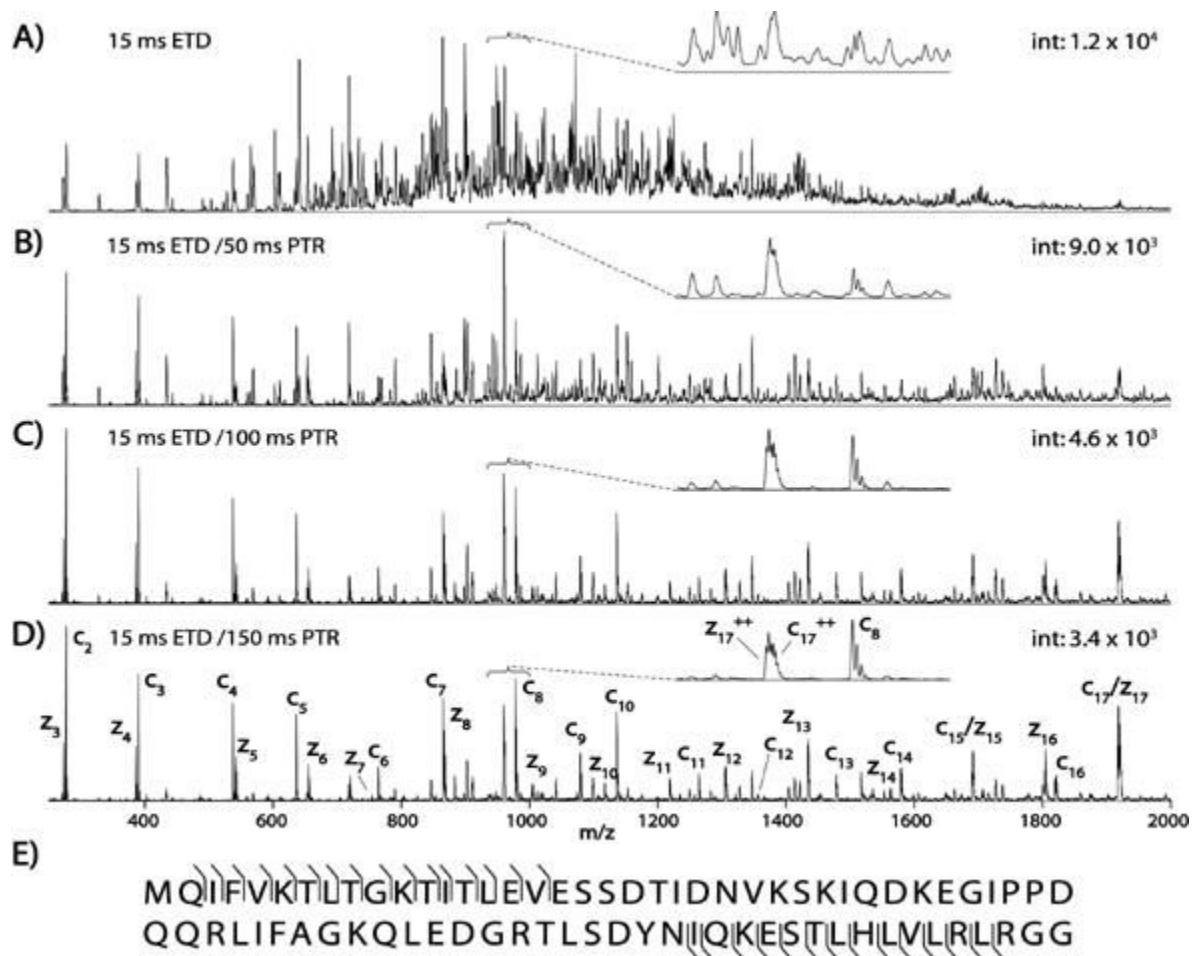 A) 15 ms ETD int: 1.2 x 10⁴
B) 15 ms ETD /50 ms PTR int: 9.0 x 10³
C) 15 ms ETD /100 ms PTR int: 4.6 x 10³
D) 15 ms ETD /150 ms PTR int: 3.4 x 10³
Z₁₇⁺⁺ C₁₇⁺⁺ C₈
C₂ C₃ C₄ C₅ C₇ C₈ C₁₀ C₁₇/Z₁₇
Z₃ Z₄ Z₅ Z₆ Z₇ C₆ Z₈ Z₉ C₉ Z₁₀ Z₁₁ C₁₁ Z₁₂ C₁₂ Z₁₃ C₁₃ Z₁₄ C₁₄ C₁₅/Z₁₅ Z₁₆ C₁₆
400 600 800 1000 1200 1400 1600 1800 2000
m/z
E)
MQIFVKTLTGKTITLEVESSDTIDNVKSKIQDKEGIPPD
QQRLIFAGKQLEDGRTLSDYNIQKESTLHLVLRLRGG